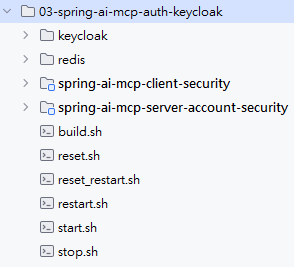 03-spring-ai-mcp-auth-keycloak
keycloak
redis
spring-ai-mcp-client-security
spring-ai-mcp-server-account-security
build.sh
reset.sh
reset_restart.sh
restart.sh
start.sh
stop.sh